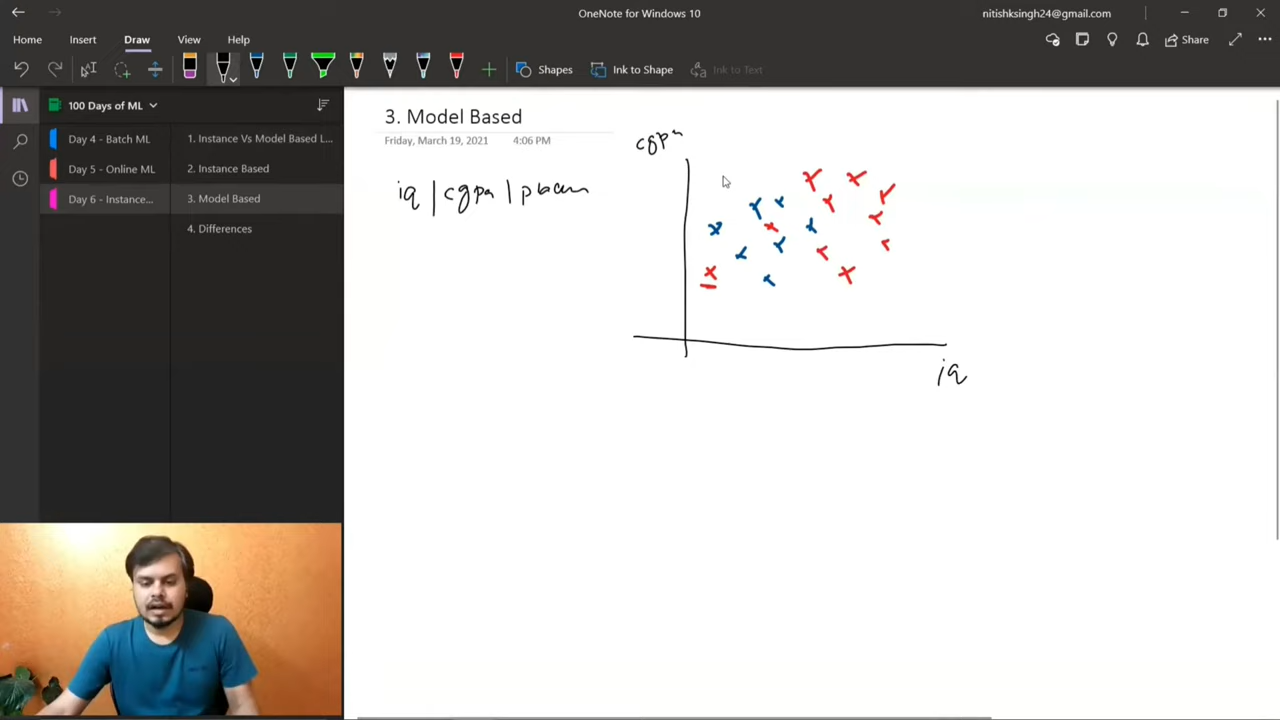 OneNote for Windows 10
nitishksingh24@gmail.com
Home
Insert
Draw
View
Help
Share
Shapes
Ink to Shape
Ink to Text
100 Days of ML
Day 4 - Batch ML
Day 5 - Online ML
Day 6 - Instance...
1. Instance Vs Model Based L...
2. Instance Based
3. Model Based
4. Differences
3. Model Based
Friday, March 19, 2021
4:06 PM
iq | cgpa |
cgpa
iq